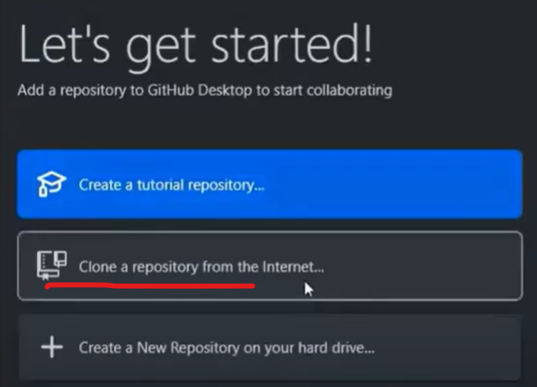 Let's get started!
Add a repository to GitHub Desktop to start collaborating
Create a tutorial repository...
Clone a repository from the Internet...
Create a New Repository on your hard drive...